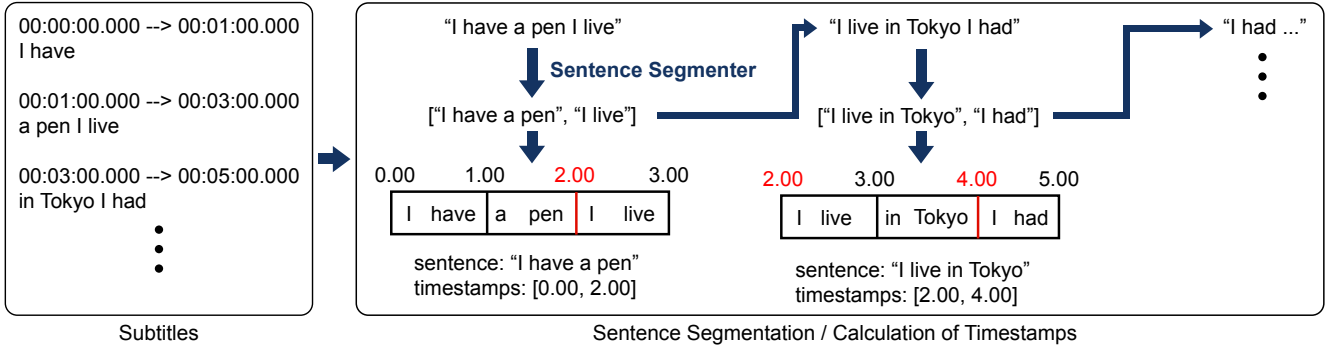 00:00:00.000 --> 00:01:00.000
I have
00:01:00.000 --> 00:03:00.000
a pen I live
00:03:00.000 --> 00:05:00.000
in Tokyo I had
Subtitles
“I have a pen I live”
Sentence Segmenter
[“I have a pen”, “I live”]
0.00 1.00 2.00 3.00
I have a pen I live
sentence: “I have a pen”
timestamps: [0.00, 2.00]
“I live in Tokyo I had”
[“I live in Tokyo”, “I had”]
2.00 3.00 4.00 5.00
I live in Tokyo I had
sentence: “I live in Tokyo”
timestamps: [2.00, 4.00]
“I had ...”
Sentence Segmentation / Calculation of Timestamps